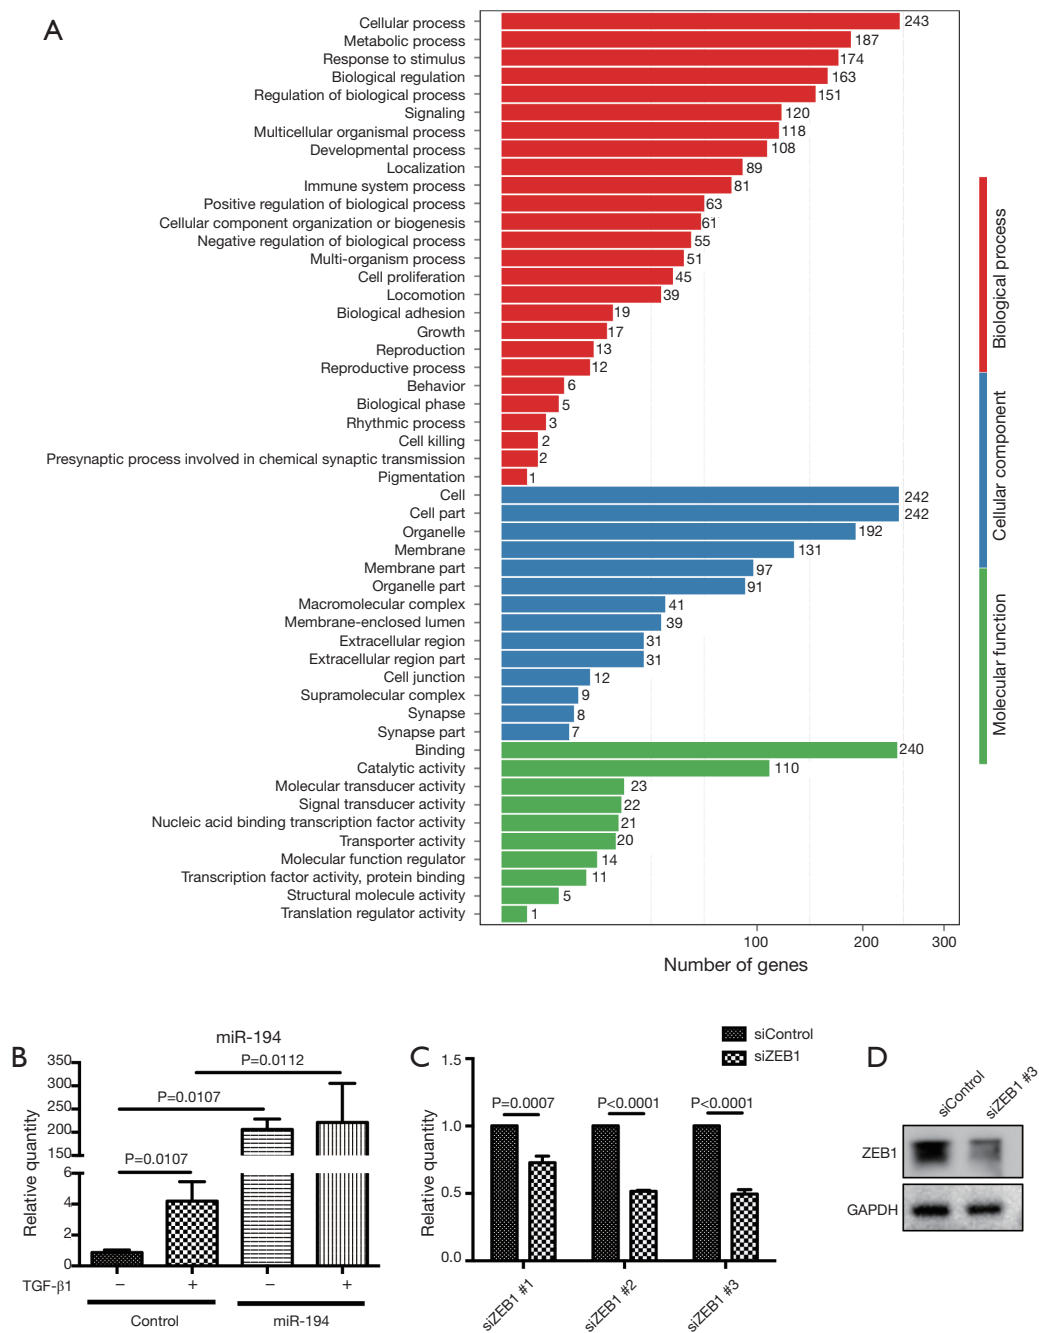 A
Cellular process 243
Metabolic process 187
Response to stimulus 174
Biological regulation 163
Regulation of biological process 151
Signaling 120
Multicellular organismal process 118
Developmental process 108
Localization 89
Immune system process 81
Positive regulation of biological process 63
Cellular component organization or biogenesis 61
Negative regulation of biological process 55
Multi-organism process 51
Cell proliferation 45
Locomotion 39
Biological adhesion 19
Growth 17
Reproduction 13
Reproductive process 12
Behavior 6
Biological phase 5
Rhythmic process 3
Cell killing 2
Presynaptic process involved in chemical synaptic transmission 2
Pigmentation 1
Cell 242
Cell part 242
Organelle 192
Membrane 131
Membrane part 97
Organelle part 91
Macromolecular complex 41
Membrane-enclosed lumen 39
Extracellular region 31
Extracellular region part 31
Cell junction 12
Supramolecular complex 9
Synapse 8
Synapse part 7
Binding 240
Catalytic activity 110
Molecular transducer activity 23
Signal transducer activity 22
Nucleic acid binding transcription factor activity 21
Transporter activity 20
Molecular function regulator 14
Transcription factor activity, protein binding 11
Structural molecule activity 5
Translation regulator activity 1
100 200 300
Number of genes
Biological process
Cellular component
Molecular function
B
miR-194
Relative quantity
350
300
250
200
150
6
4
2
0
P=0.0112
P=0.0107
P=0.0107
TGF-β1 – + – +
Control miR-194
C
siControl
siZEB1
Relative quantity
1.5
1.0
0.5
0.0
P=0.0007 P<0.0001 P<0.0001
siZEB1 #1 siZEB1 #2 siZEB1 #3
D
siControl siZEB1 #3
ZEB1
GAPDH